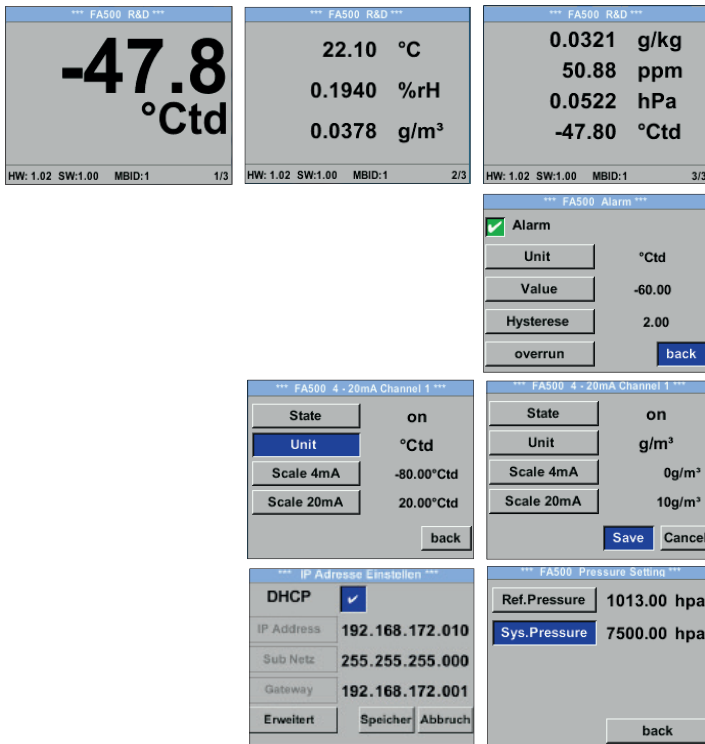 *** FA500 R&D ***
-47.8
°Ctd
HW: 1.02 SW:1.00 MBID:1 1/3
*** FA500 R&D ***
22.10 °C
0.1940 %rH
0.0378 g/m³
HW: 1.02 SW:1.00 MBID:1 2/3
*** FA500 R&D ***
0.0321 g/kg
50.88 ppm
0.0522 hPa
-47.80 °Ctd
HW: 1.02 SW:1.00 MBID:1 3/3
*** FA500 Alarm ***
Alarm
Unit °Ctd
Value -60.00
Hysterese 2.00
overrun back
*** FA500 4 - 20mA Channel 1 ***
State on
Unit °Ctd
Scale 4mA -80.00°Ctd
Scale 20mA 20.00°Ctd
back
*** FA500 4 - 20mA Channel 1 ***
State on
Unit g/m³
Scale 4mA 0g/m³
Scale 20mA 10g/m³
Save Cancel
*** IP Adresse Einstellen ***
DHCP
IP Address 192.168.172.010
Sub Netz 255.255.255.000
Gateway 192.168.172.001
Erweitert Speicher Abbruch
*** FA500 Pressure Setting ***
Ref.Pressure 1013.00 hpa
Sys.Pressure 7500.00 hpa
back